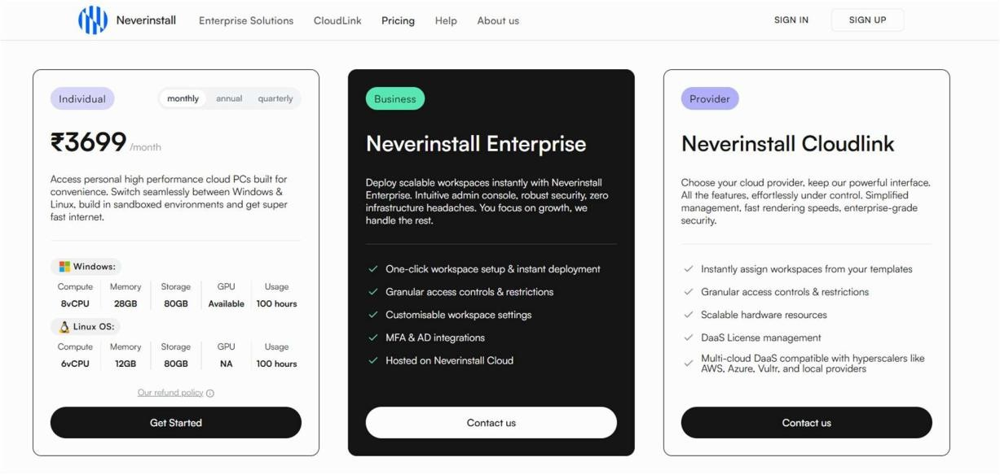 Neverinstall
Enterprise Solutions
CloudLink
Pricing
Help
About us
SIGN IN
SIGN UP
Individual
monthly
annual
quarterly
₹3699 /month
Access personal high performance cloud PCs built for
convenience. Switch seamlessly between Windows &
Linux, build in sandboxed environments and get super
fast internet.
Windows:
Compute Memory Storage GPU Usage
8vCPU 28GB 80GB Available 100 hours
Linux OS:
Compute Memory Storage GPU Usage
6vCPU 12GB 80GB NA 100 hours
Our refund policy
Get Started
Business
Neverinstall Enterprise
Deploy scalable workspaces instantly with Neverinstall
Enterprise. Intuitive admin console, robust security, zero
infrastructure headaches. You focus on growth, we
handle the rest.
One-click workspace setup & instant deployment
Granular access controls & restrictions
Customisable workspace settings
MFA & AD integrations
Hosted on Neverinstall Cloud
Contact us
Provider
Neverinstall Cloudlink
Choose your cloud provider, keep our powerful interface.
All the features, effortlessly under control. Simplified
management, fast rendering speeds, enterprise-grade
security.
Instantly assign workspaces from your templates
Granular access controls & restrictions
Scalable hardware resources
DaaS License management
Multi-cloud DaaS compatible with hyperscalers like
AWS, Azure, Vultr, and local providers
Contact us